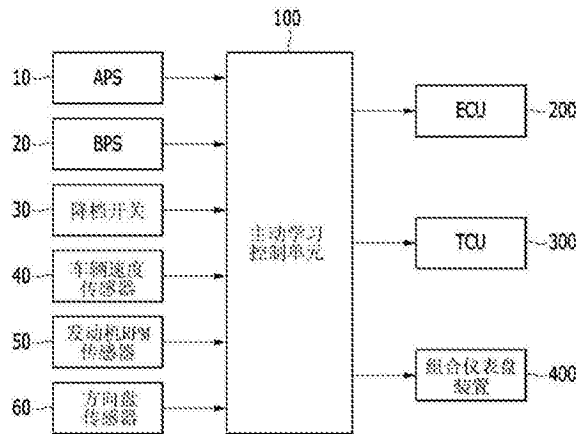 100
10 APS
20 BPS
30 降档开关
40 车辆速度
传感器
50 发动机RPM
传感器
60 方向盘
传感器
主动学习
控制单元
ECU 200
TCU 300
组合仪表盘
装置 400